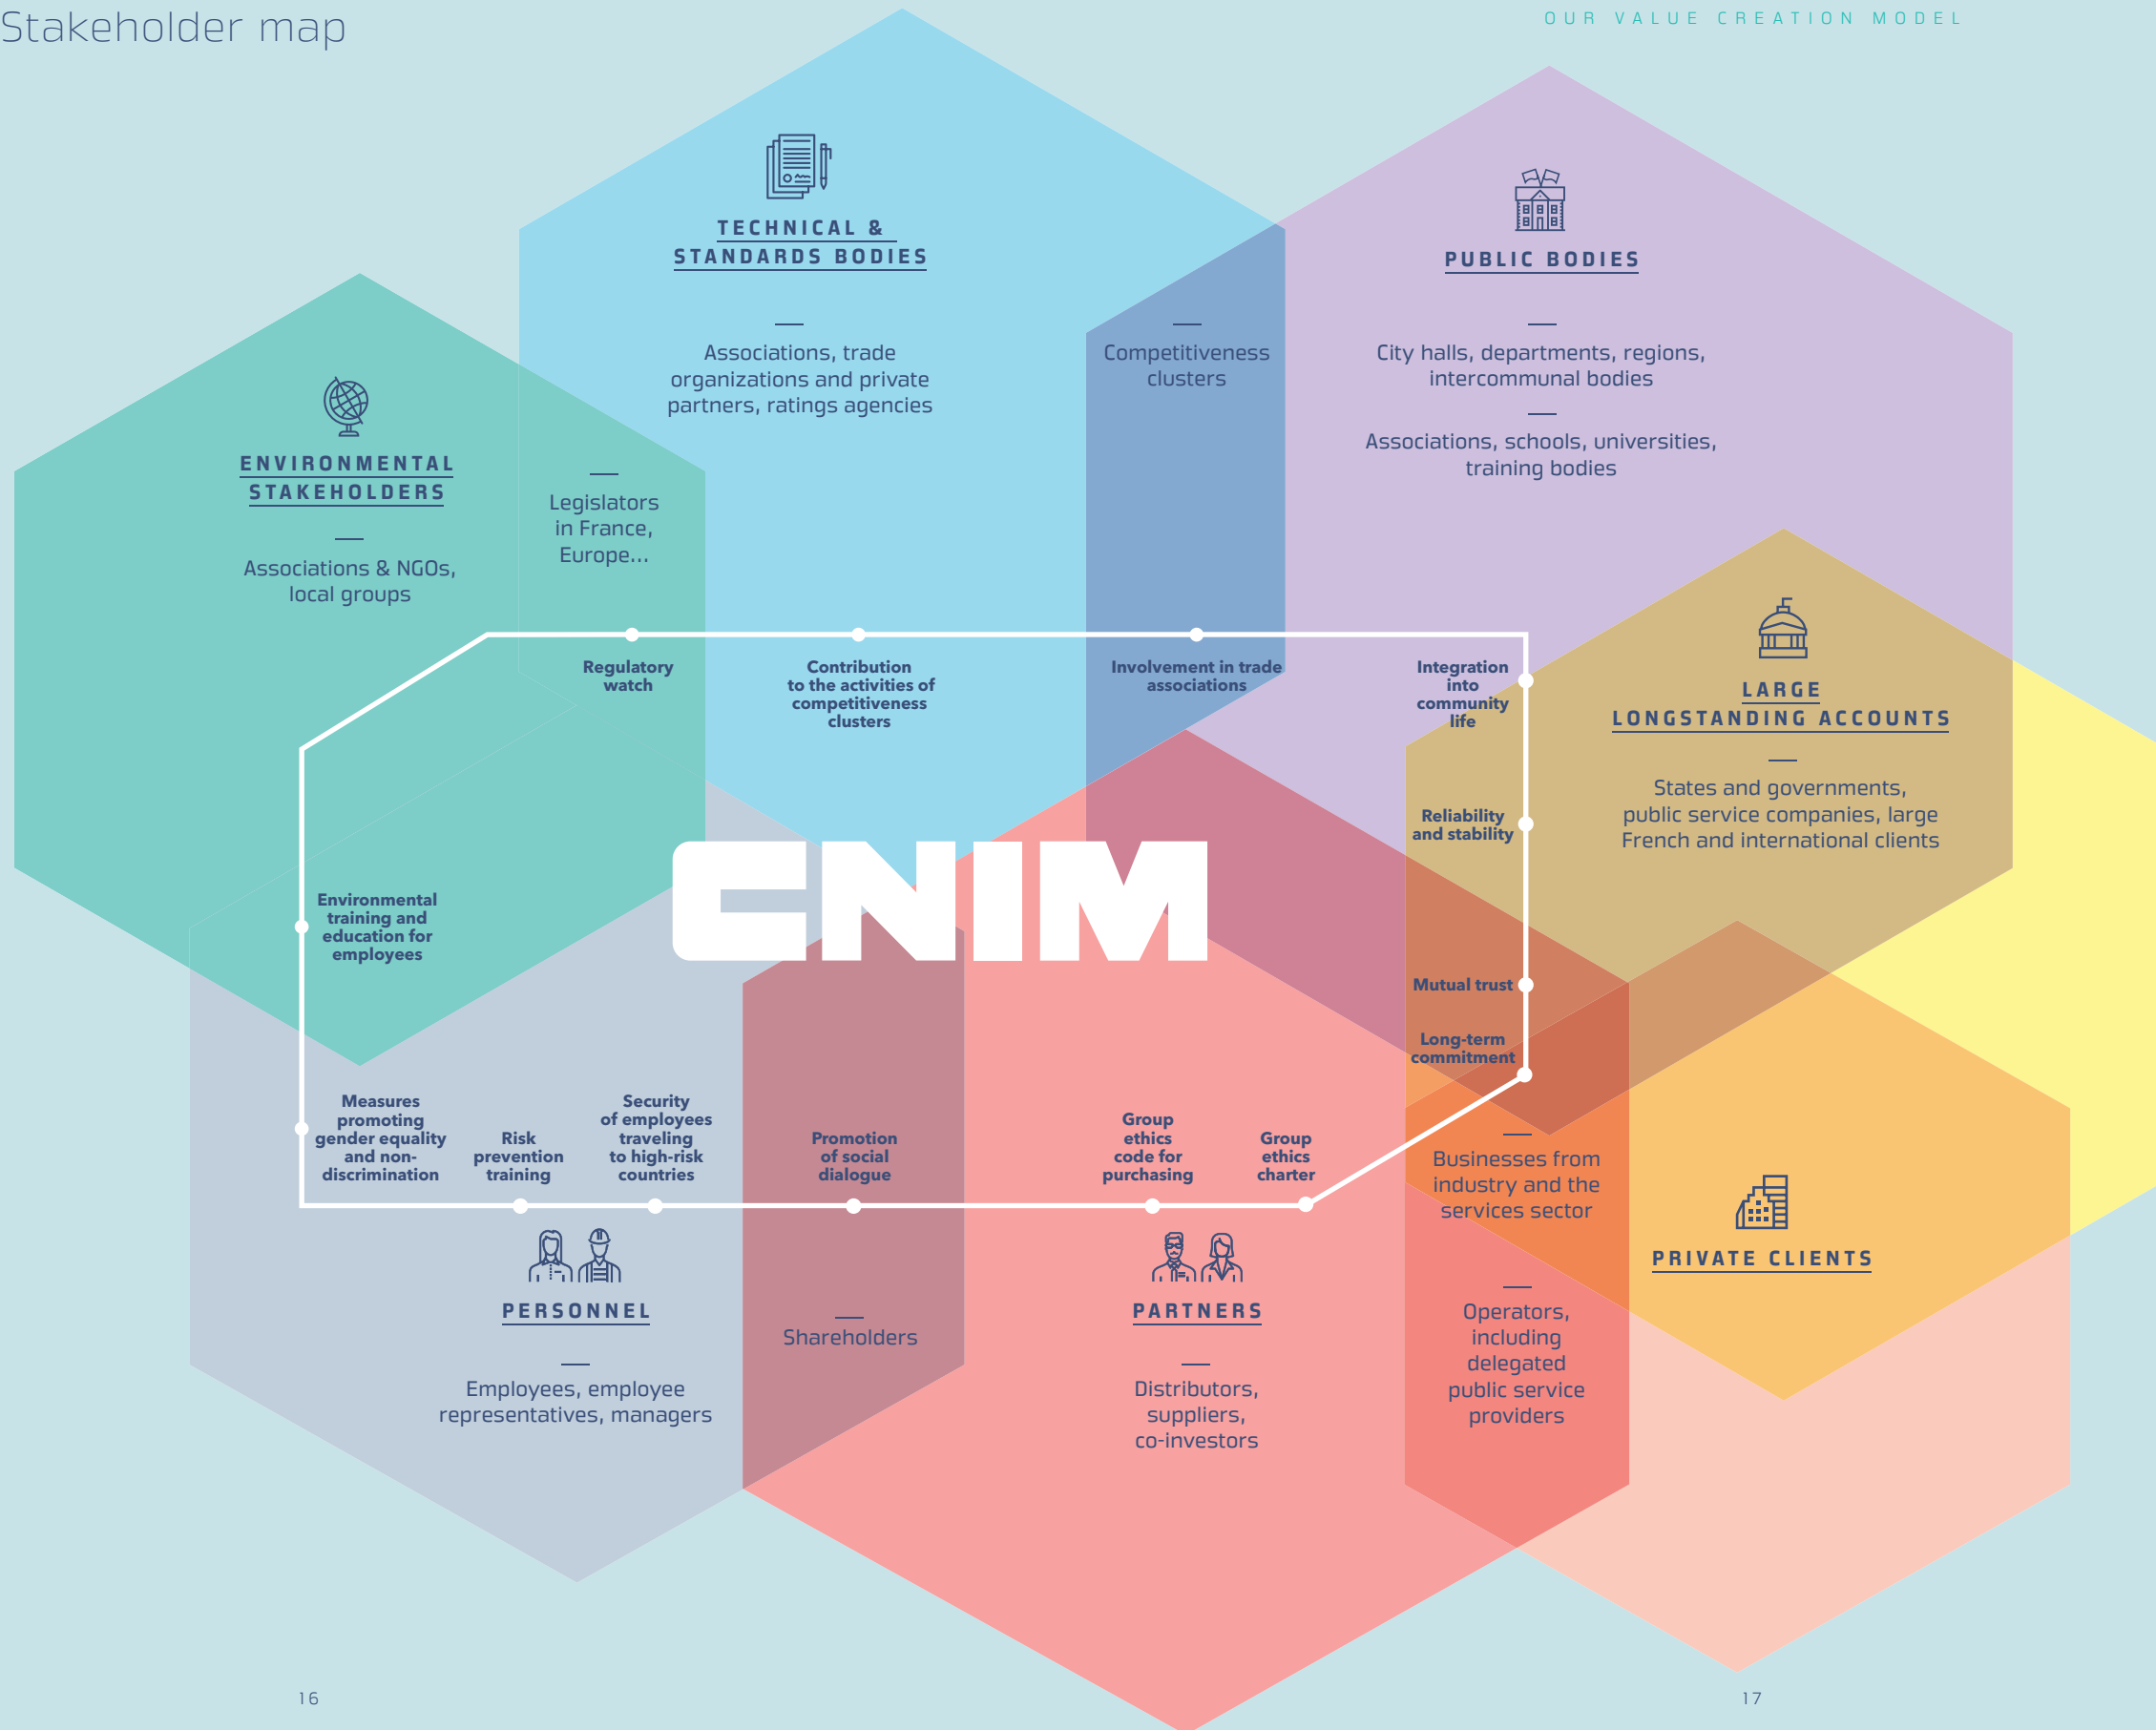 Stakeholder map
OUR VALUE CREATION MODEL
TECHNICAL &
STANDARDS BODIES
Associations, trade
organizations and private
partners, ratings agencies
Competitiveness
clusters
PUBLIC BODIES
City halls, departments, regions,
intercommunal bodies
Associations, schools, universities,
training bodies
ENVIRONMENTAL
STAKEHOLDERS
Associations & NGOs,
local groups
Legislators
in France,
Europe...
LARGE
LONGSTANDING ACCOUNTS
States and governments,
public service companies, large
French and international clients
Regulatory
watch
Contribution
to the activities of
competitiveness
clusters
Involvement in trade
associations
Integration
into
community
life
Reliability
and stability
Mutual trust
Long-term
commitment
CNIM
Environmental
training and
education for
employees
Measures
promoting
gender equality
and non-
discrimination
Risk
prevention
training
Security
of employees
traveling
to high-risk
countries
Promotion
of social
dialogue
Group
ethics
code for
purchasing
Group
ethics
charter
Businesses from
industry and the
services sector
PRIVATE CLIENTS
Operators,
including
delegated
public service
providers
PERSONNEL
Employees, employee
representatives, managers
Shareholders
PARTNERS
Distributors,
suppliers,
co-investors
16
17